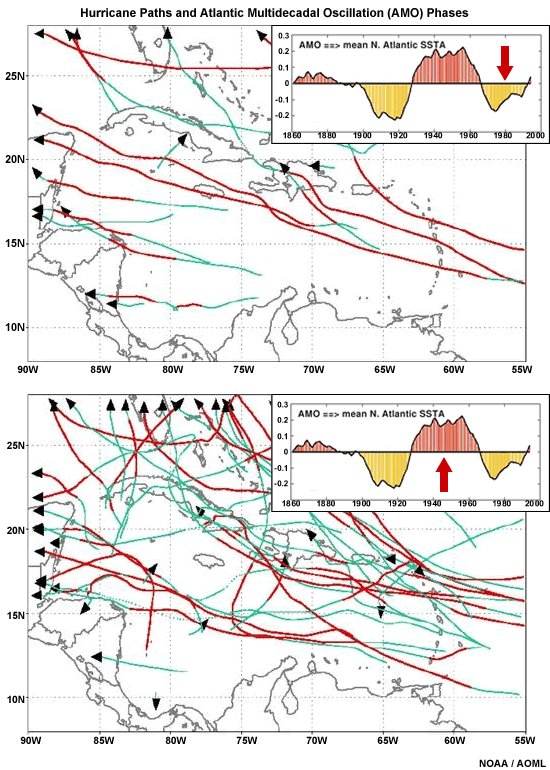 Hurricane Paths and Atlantic Multidecadal Oscillation (AMO) Phases
0.3
AMO ==> mean N. Atlantic SSTA
0.2
0.1
0
-0.1
-0.2
1860 1880 1900 1920 1940 1960 1980 2000
25N
20N
15N
10N
90W 85W 80W 75W 70W 65W 60W 55W
0.3
AMO ==> mean N. Atlantic SSTA
0.2
0.1
0
-0.1
-0.2
1860 1880 1900 1920 1940 1960 1980 2000
25N
20N
15N
10N
90W 85W 80W 75W 70W 65W 60W 55W
NOAA / AOML